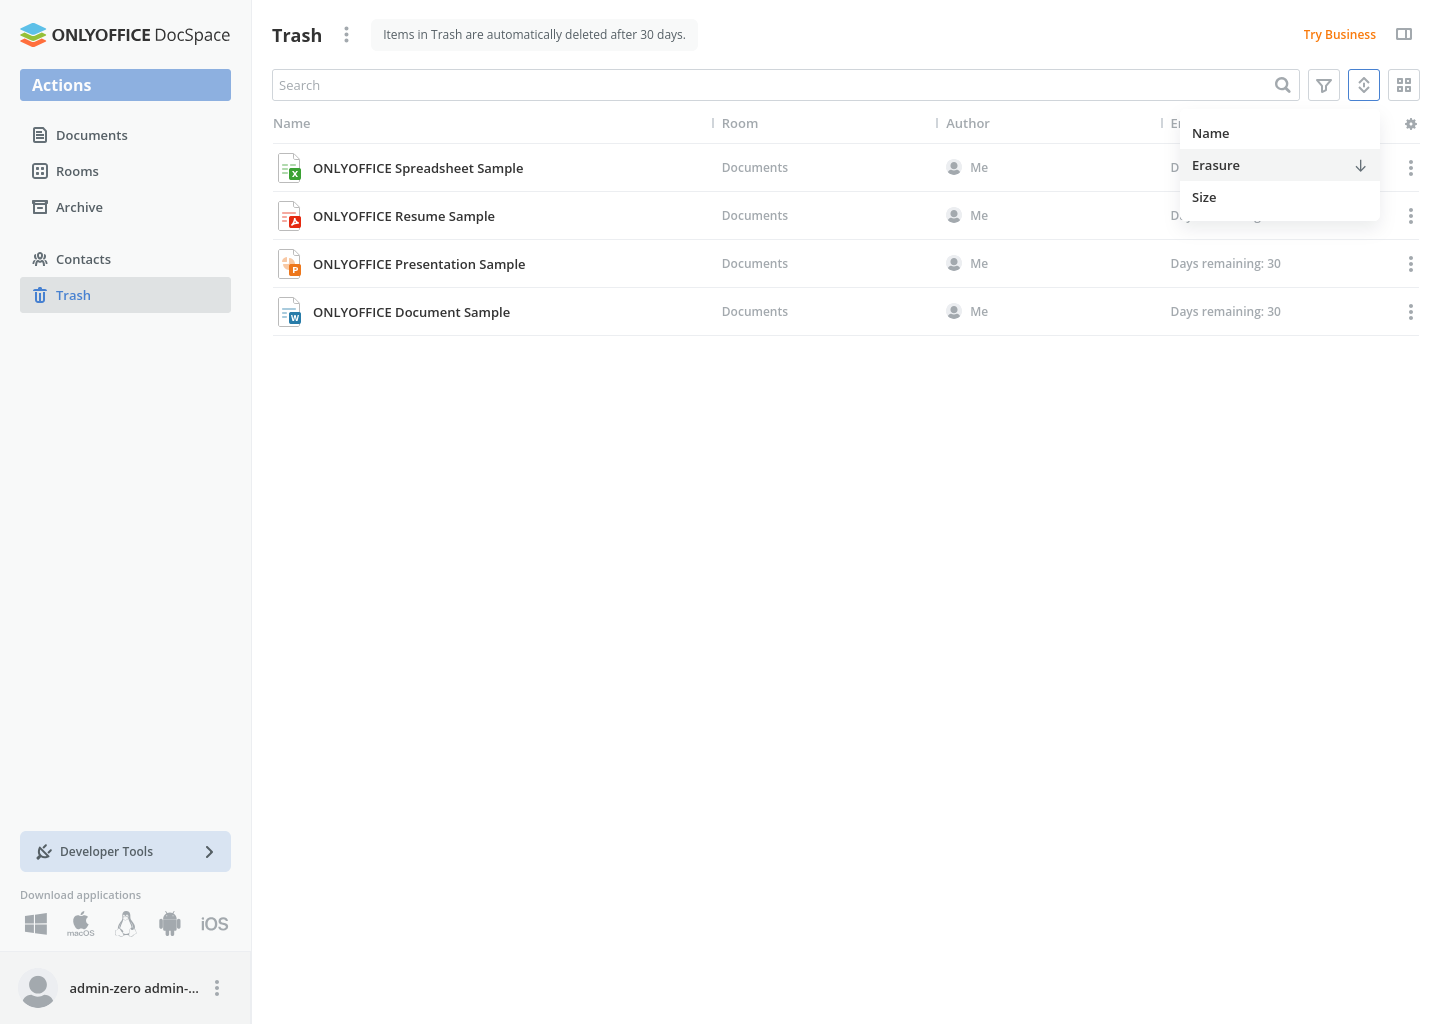 ONLYOFFICE DocSpace
Actions
Documents
Rooms
Archive
Contacts
Trash
Developer Tools
Download applications
macOS
iOS
admin-zero admin-...
Trash
Items in Trash are automatically deleted after 30 days.
Try Business
Search
Name
Room
Author
Name
Erasure
Size
ONLYOFFICE Spreadsheet Sample
Documents
Me
ONLYOFFICE Resume Sample
Documents
Me
ONLYOFFICE Presentation Sample
Documents
Me
Days remaining: 30
ONLYOFFICE Document Sample
Documents
Me
Days remaining: 30